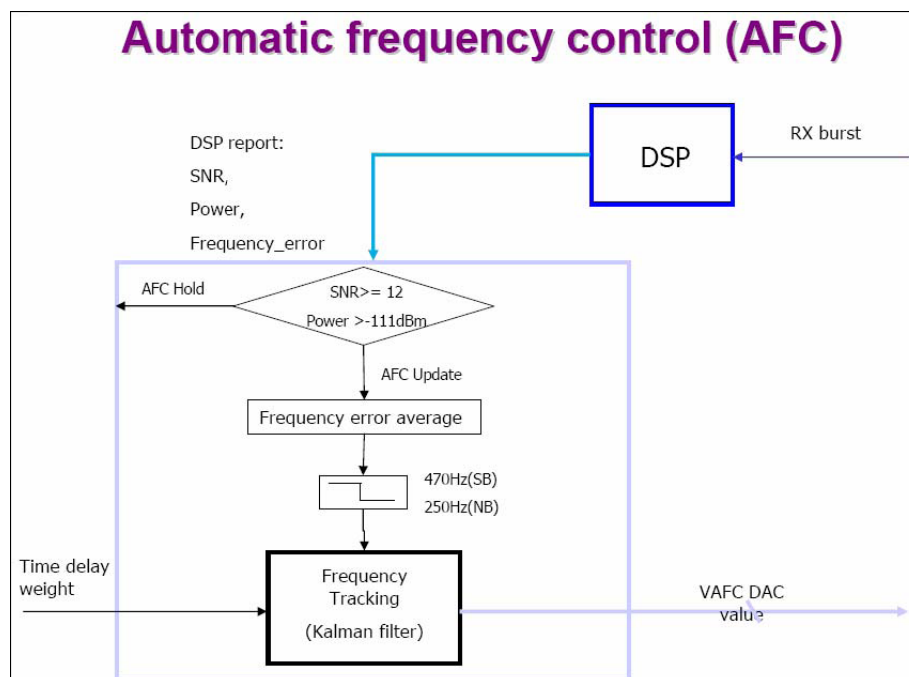 Automatic frequency control (AFC)
DSP report:
SNR,
Power,
Frequency_error
DSP
RX burst
AFC Hold
SNR>= 12
Power >-111dBm
AFC Update
Frequency error average
470Hz(SB)
250Hz(NB)
Time delay
weight
Frequency
Tracking
(Kalman filter)
VAFC DAC
value